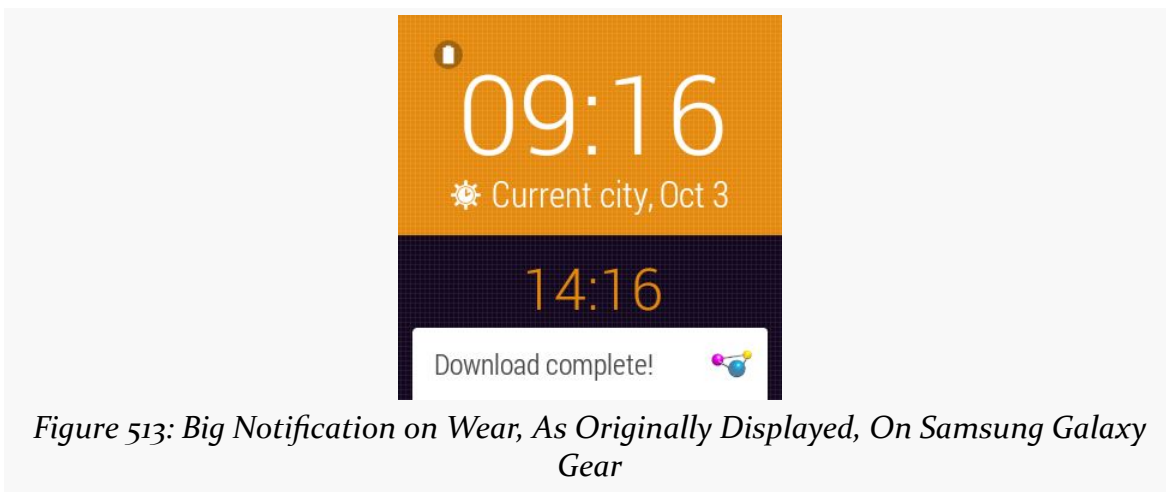 09:16
Current city, Oct 3
14:16
Download complete!
Figure 513: Big Notification on Wear, As Originally Displayed, On Samsung Galaxy
Gear